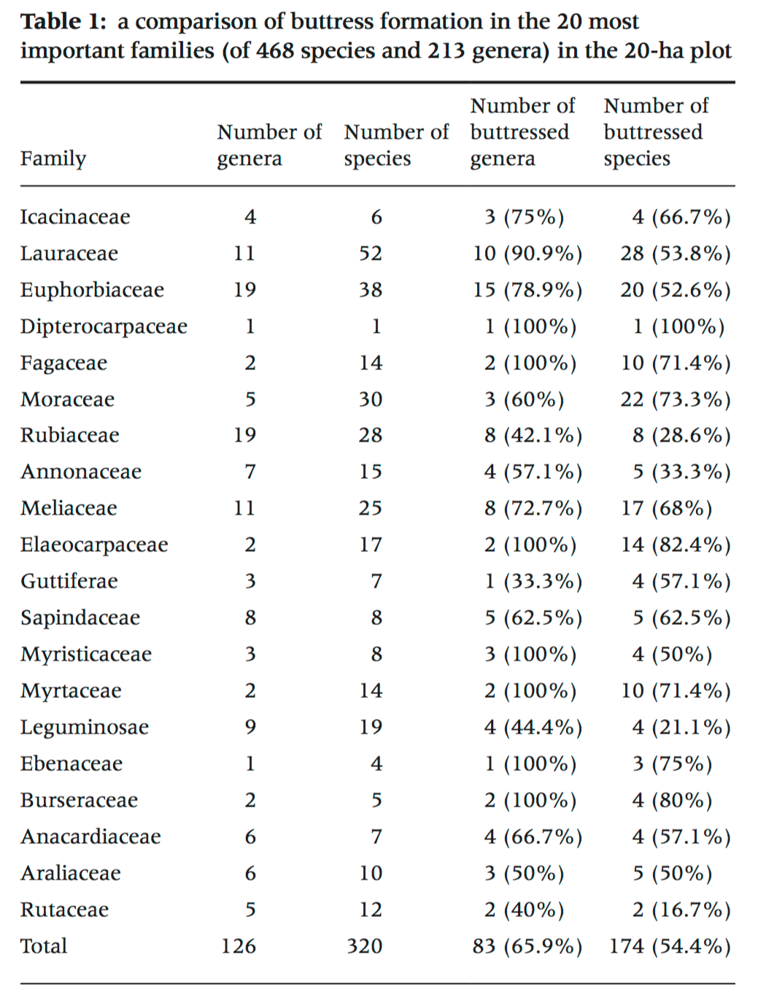 Table 1: a comparison of buttress formation in the 20 most
important families (of 468 species and 213 genera) in the 20-ha plot
Family Number of genera Number of species Number of buttressed genera Number of buttressed species
Icacinaceae 4 6 3 (75%) 4 (66.7%)
Lauraceae 11 52 10 (90.9%) 28 (53.8%)
Euphorbiaceae 19 38 15 (78.9%) 20 (52.6%)
Dipterocarpaceae 1 1 1 (100%) 1 (100%)
Fagaceae 2 14 2 (100%) 10 (71.4%)
Moraceae 5 30 3 (60%) 22 (73.3%)
Rubiaceae 19 28 8 (42.1%) 8 (28.6%)
Annonaceae 7 15 4 (57.1%) 5 (33.3%)
Meliaceae 11 25 8 (72.7%) 17 (68%)
Elaeocarpaceae 2 17 2 (100%) 14 (82.4%)
Guttiferae 3 7 1 (33.3%) 4 (57.1%)
Sapindaceae 8 8 5 (62.5%) 5 (62.5%)
Myristicaceae 3 8 3 (100%) 4 (50%)
Myrtaceae 2 14 2 (100%) 10 (71.4%)
Leguminosae 9 19 4 (44.4%) 4 (21.1%)
Ebenaceae 1 4 1 (100%) 3 (75%)
Burseraceae 2 5 2 (100%) 4 (80%)
Anacardiaceae 6 7 4 (66.7%) 4 (57.1%)
Araliaceae 6 10 3 (50%) 5 (50%)
Rutaceae 5 12 2 (40%) 2 (16.7%)
Total 126 320 83 (65.9%) 174 (54.4%)